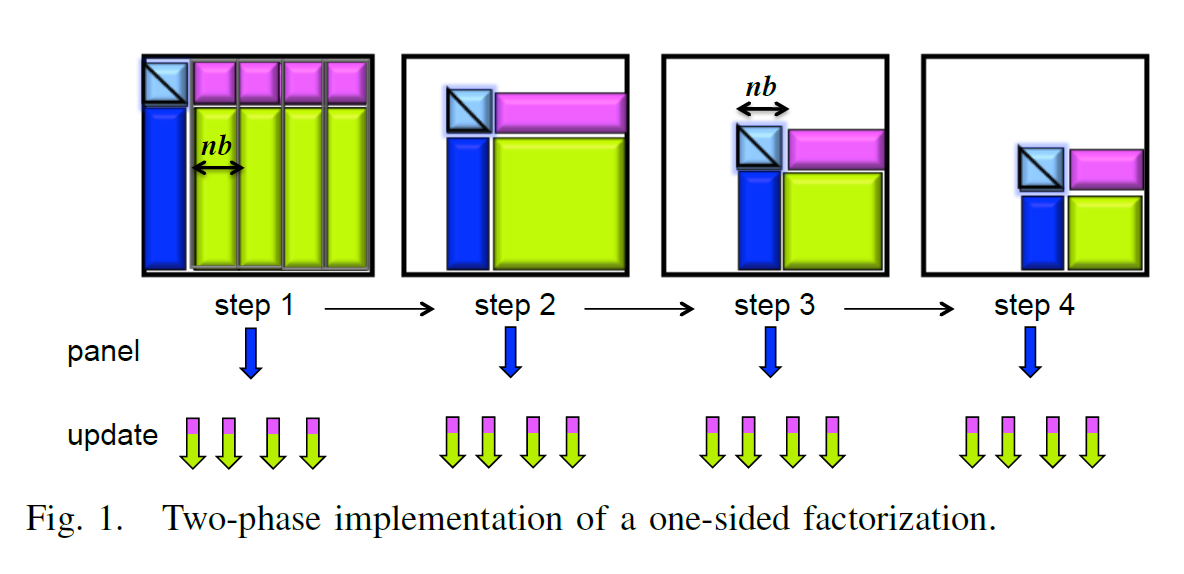 nb
nb
step 1 step 2 step 3 step 4
panel
update
Fig. 1. Two-phase implementation of a one-sided factorization.